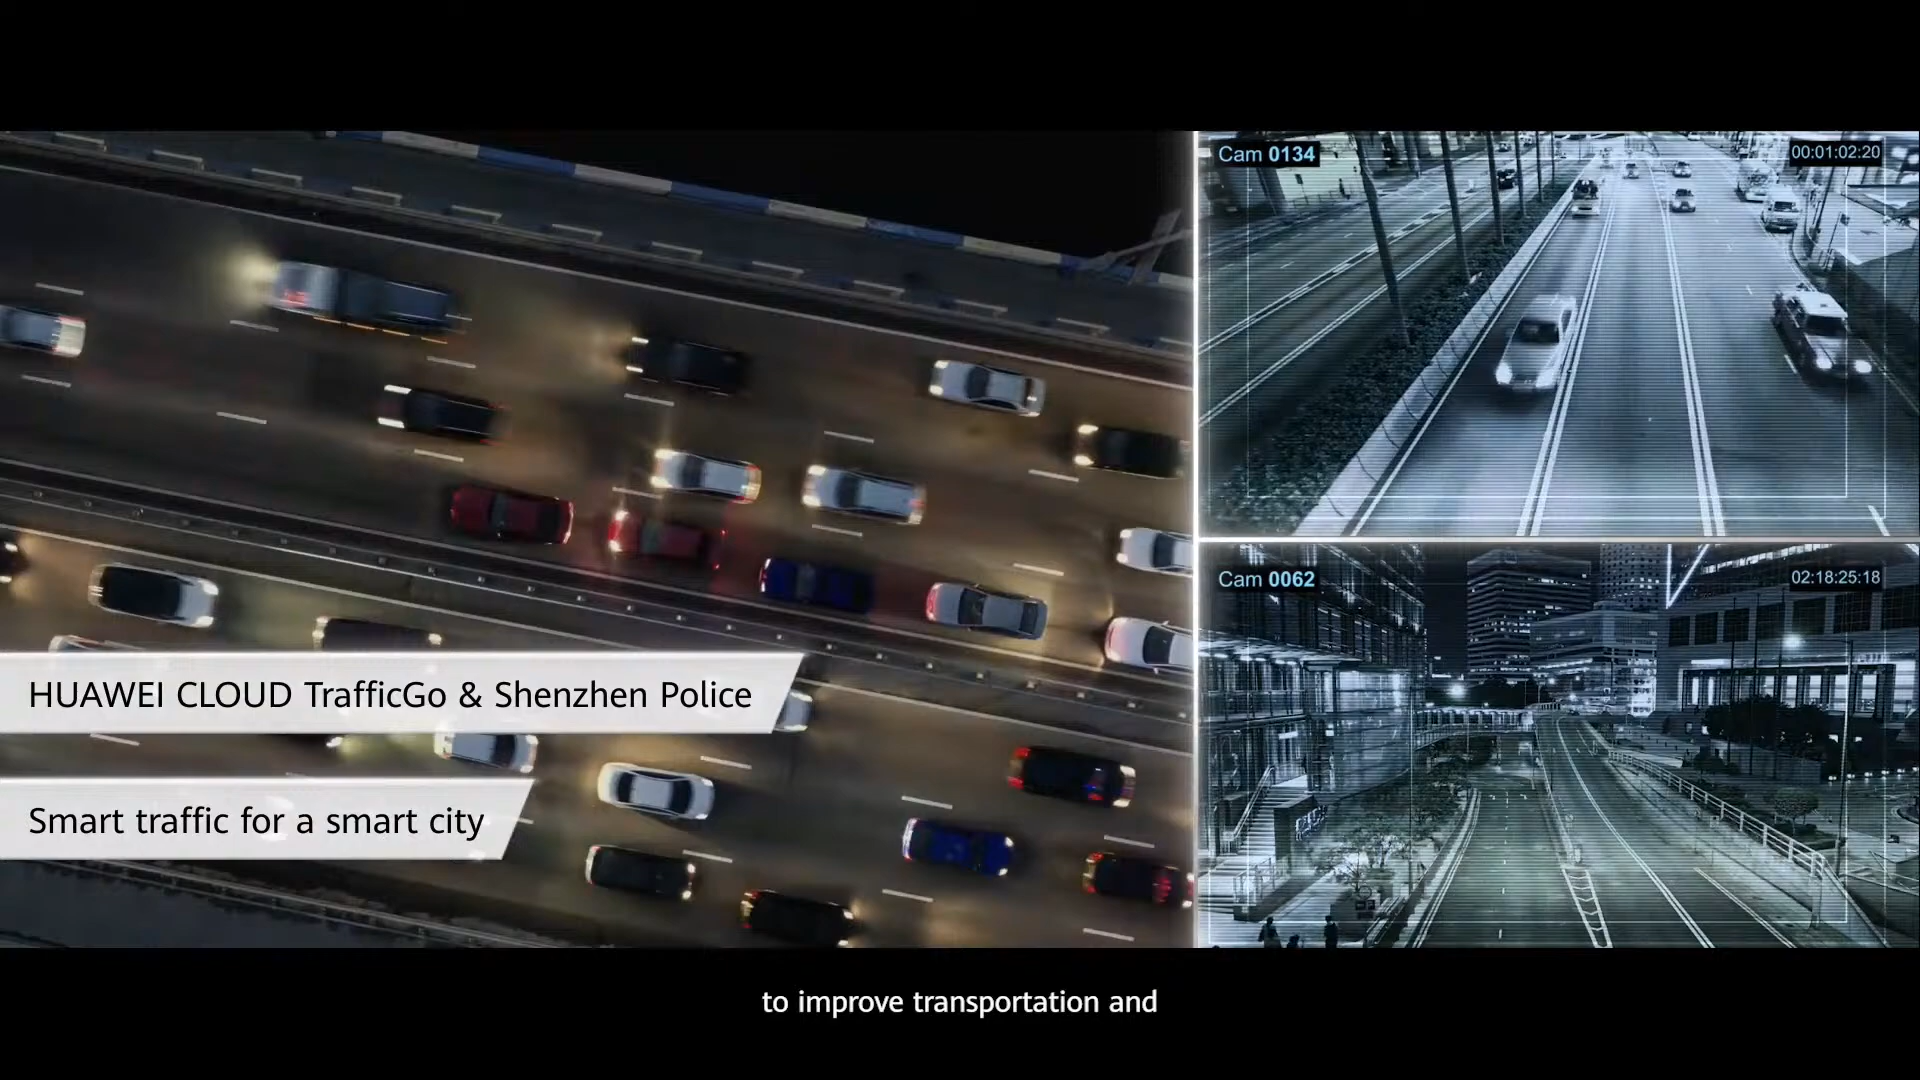 Cam 0134
00:01:02:20
Cam 0062
02:18:25:18
HUAWEI CLOUD TrafficGo & Shenzhen Police
Smart traffic for a smart city
to improve transportation and